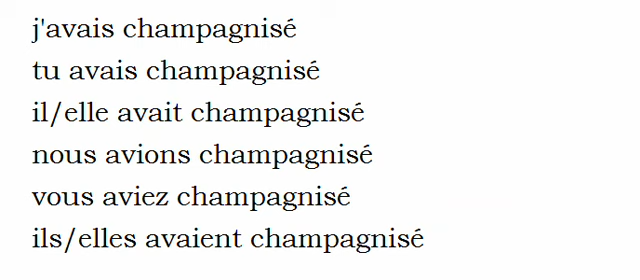 j'avais champagnisé
tu avais champagnisé
il/elle avait champagnisé
nous avions champagnisé
vous aviez champagnisé
ils/elles avaient champagnisé